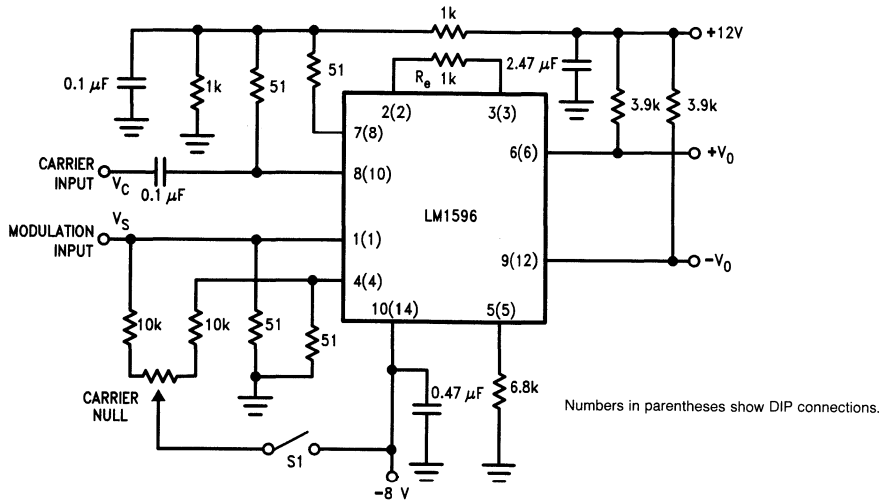 1k
+12V
0.1 μF
1k
51
51
R_e 1k
2.47 μF
2(2)
3(3)
3.9k
3.9k
7(8)
CARRIER
INPUT
V_C
0.1 μF
8(10)
6(6)
+V_O
LM1596
MODULATION
INPUT
V_S
1(1)
4(4)
9(12)
-V_O
10(14)
5(5)
10k
10k
51
51
CARRIER
NULL
0.47 μF
6.8k
Numbers in parentheses show DIP connections.
S1
-8 V